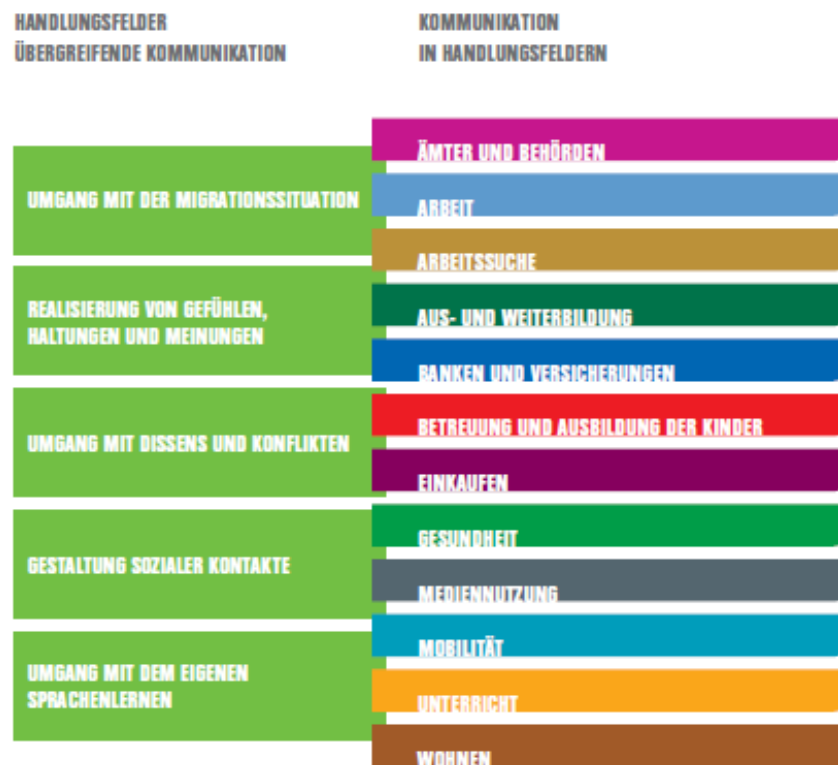 HANDLUNGSFELDER
ÜBERGREIFENDE KOMMUNIKATION
KOMMUNIKATION
IN HANDLUNGSFELDERN
UMGANG MIT DER MIGRATIONSSITUATION
REALISIERUNG VON GEFÜHLEN,
HALTUNGEN UND MEINUNGEN
UMGANG MIT DISSENS UND KONFLIKTEN
GESTALTUNG SOZIALER KONTAKTE
UMGANG MIT DEM EIGENEN
SPRACHENLERNEN
ÄMTER UND BEHÖRDEN
ARBEIT
ARBEITSSUCHE
AUS- UND WEITERBILDUNG
BANKEN UND VERSICHERUNGEN
BETREUUNG UND AUSBILDUNG DER KINDER
EINKAUFEN
GESUNDHEIT
MEDIENNUTZUNG
MOBILITÄT
UNTERRICHT
WOHNEN